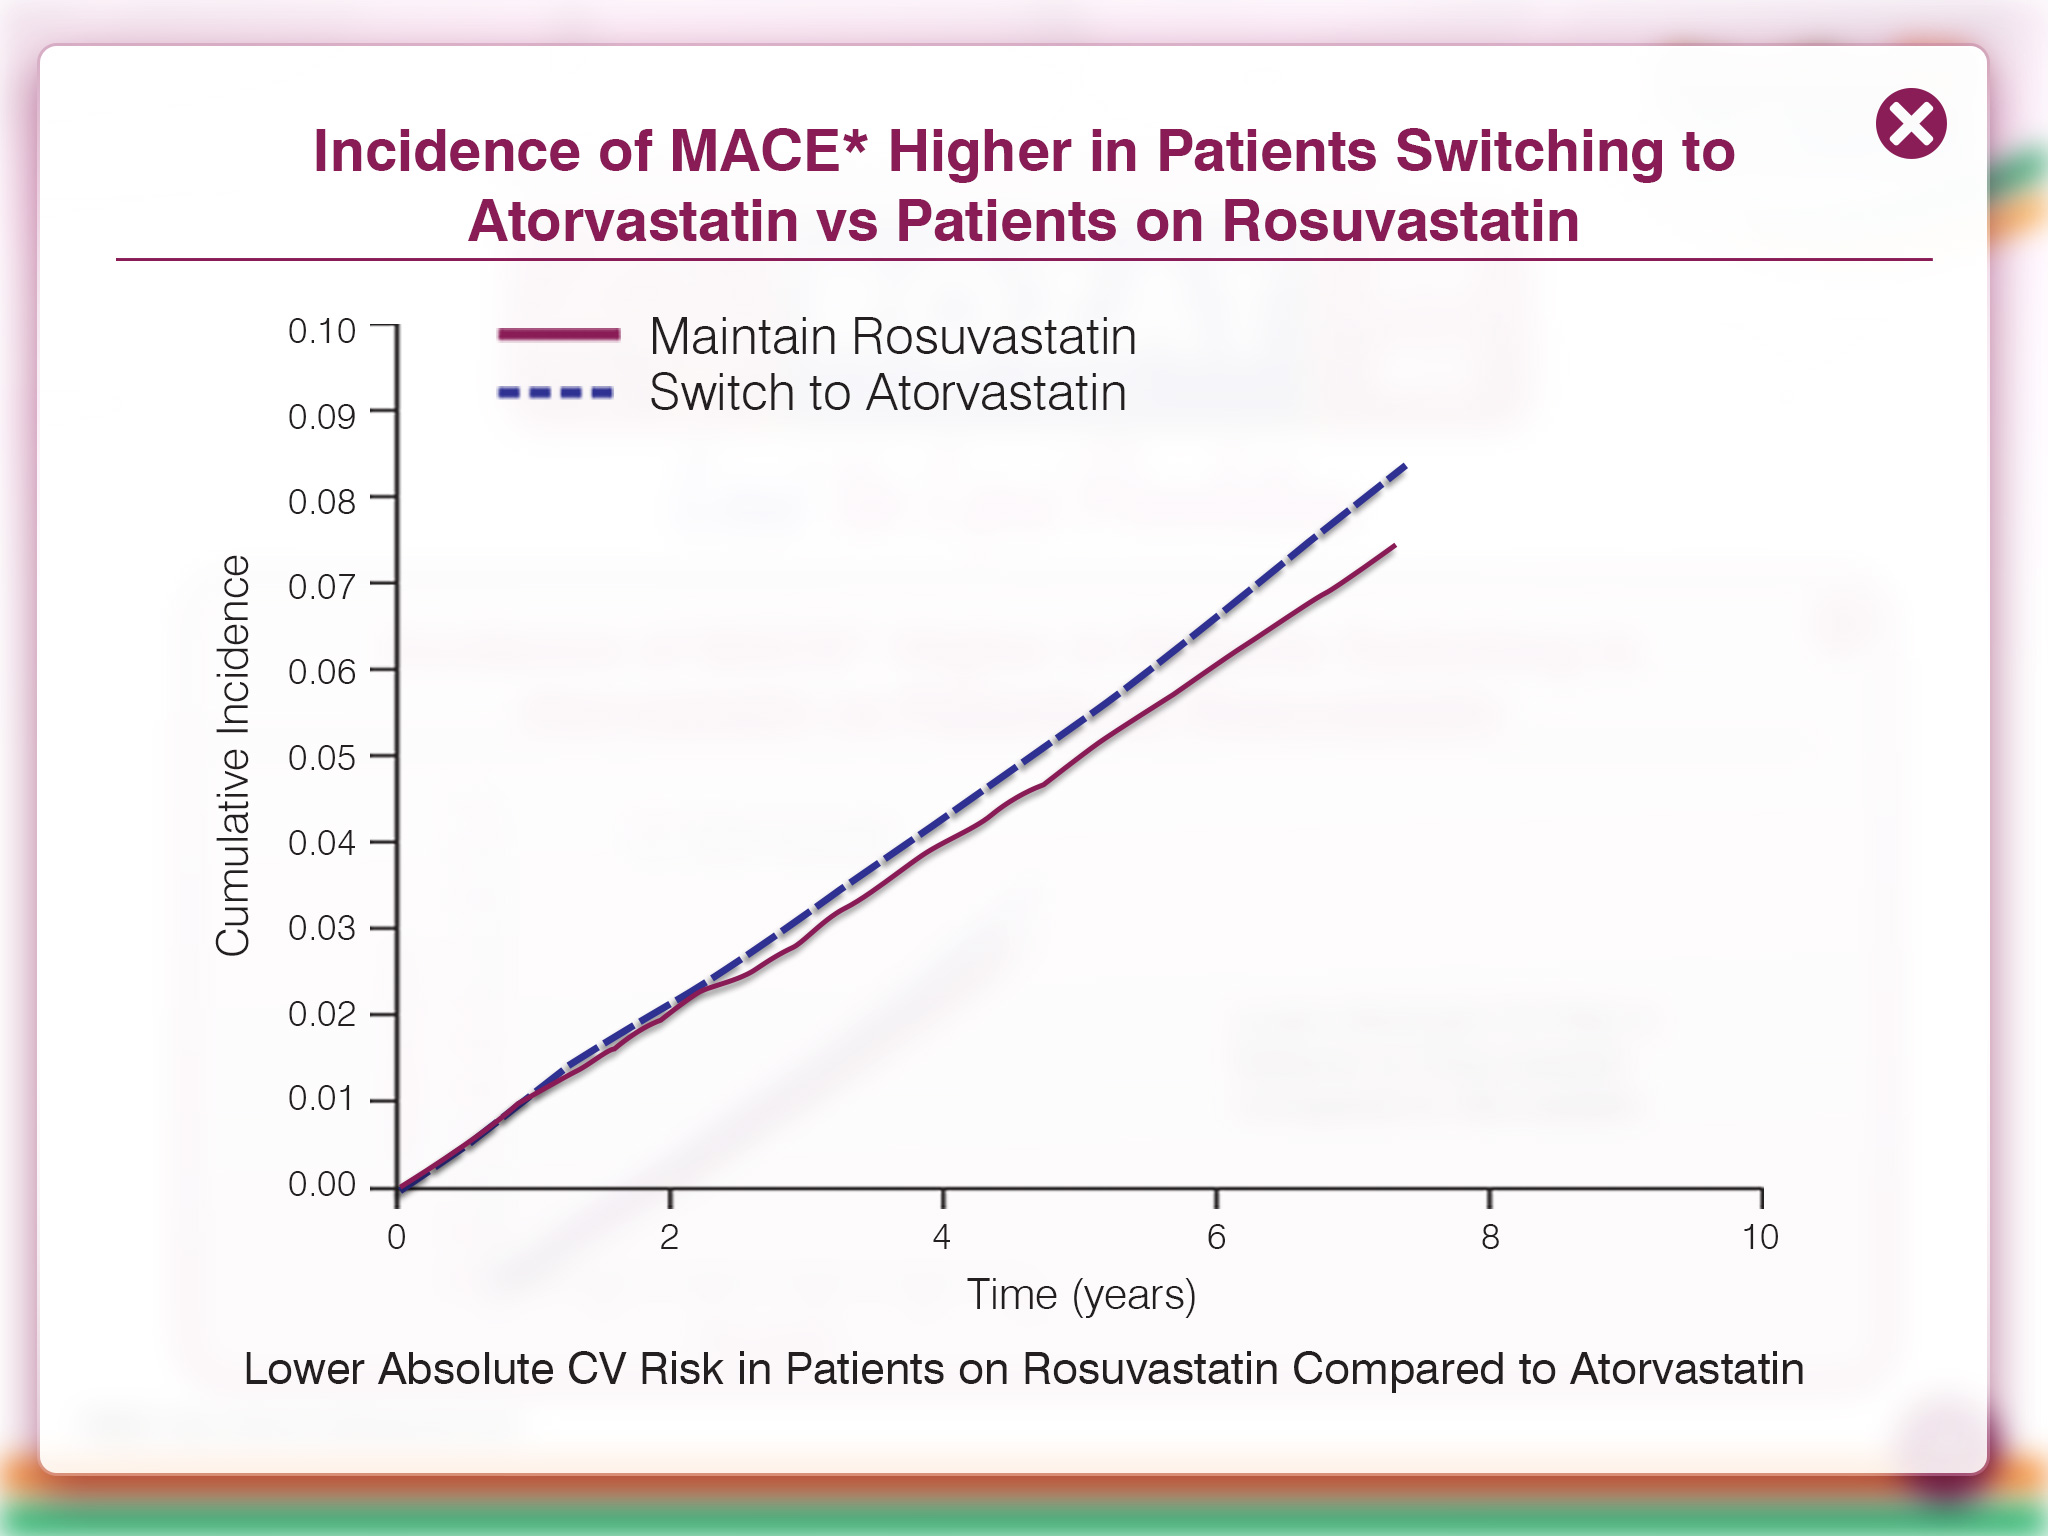 Incidence of MACE* Higher in Patients Switching to
Atorvastatin vs Patients on Rosuvastatin
Maintain Rosuvastatin
Switch to Atorvastatin
Cumulative Incidence
0.10
0.09
0.08
0.07
0.06
0.05
0.04
0.03
0.02
0.01
0.00
0 2 4 6 8 10
Time (years)
Lower Absolute CV Risk in Patients on Rosuvastatin Compared to Atorvastatin